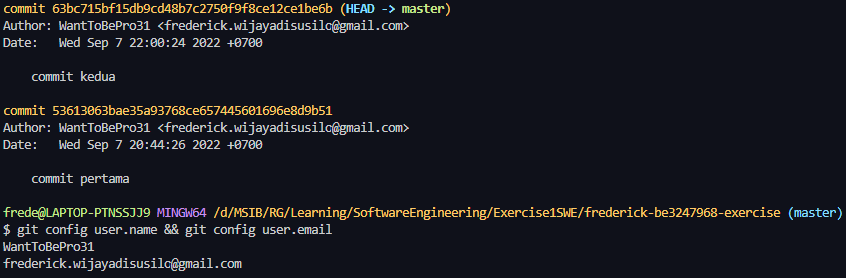 commit 63bc715bf15db9cd48b7c2750f9f8ce12ce1be6b (HEAD -> master)
Author: WantToBePro31 <frederick.wijayadisusilo@gmail.com>
Date:   Wed Sep 7 22:00:24 2022 +0700
commit kedua
commit 53613063bae35a93768ce657445601696e8d9b51
Author: WantToBePro31 <frederick.wijayadisusilo@gmail.com>
Date:   Wed Sep 7 20:44:26 2022 +0700
commit pertama
frede@LAPTOP-PTNSSJJ9 MINGW64 /d/MSIB/RG/Learning/SoftwareEngineering/Exercise1SWE/frederick-be3247968-exercise (master)
$ git config user.name && git config user.email
WantToBePro31
frederick.wijayadisusilo@gmail.com